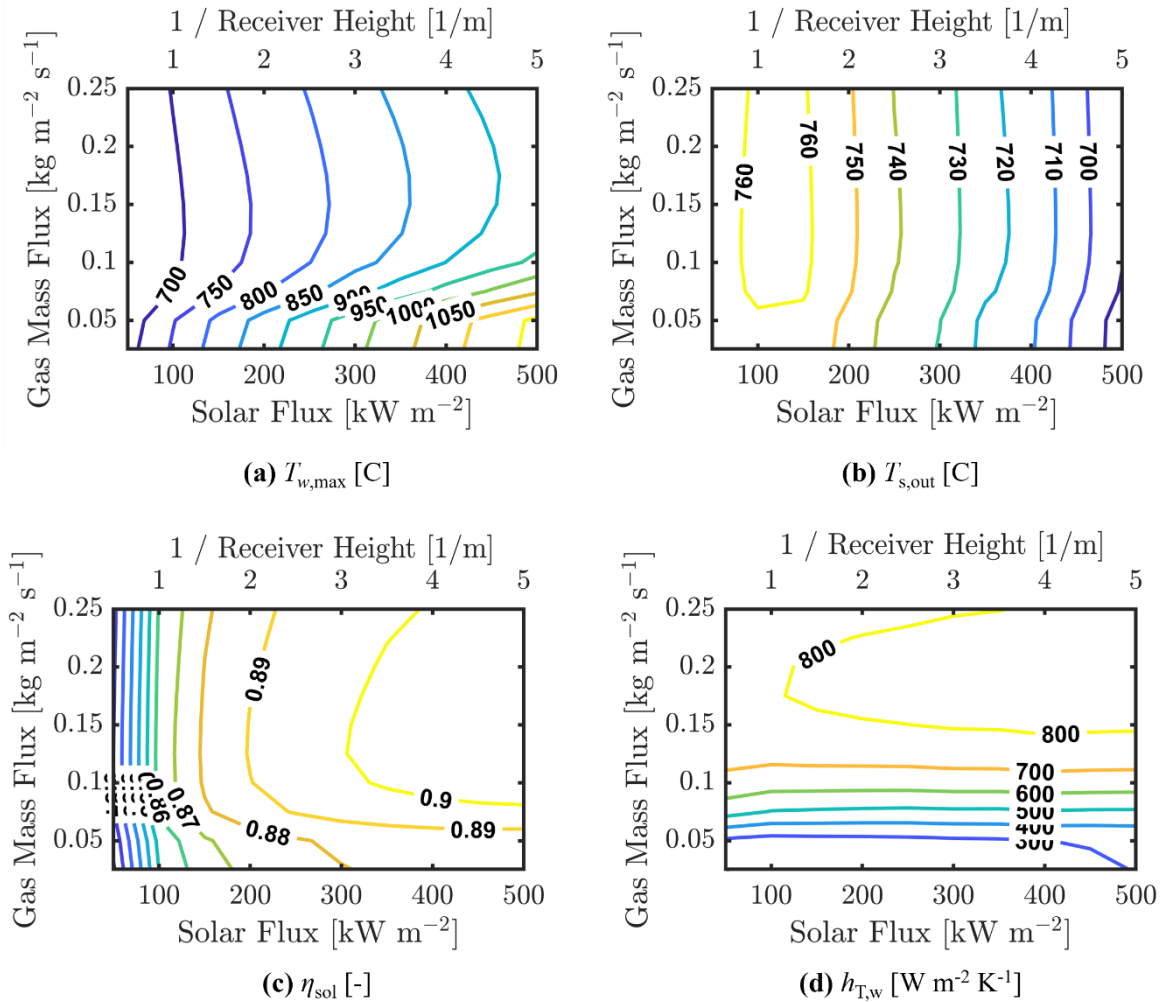 1 / Receiver Height [1/m]
1 2 3 4 5
Gas Mass Flux [kg m−2 s−1]
0.25
0.2
0.15
0.1
0.05
700
750
800
850
900
950
1000
1050
100 200 300 400 500
Solar Flux [kW m−2]
(a) Tw,max [C]
1 / Receiver Height [1/m]
1 2 3 4 5
Gas Mass Flux [kg m−2 s−1]
0.25
0.2
0.15
0.1
0.05
760
760
750
740
730
720
710
700
100 200 300 400 500
Solar Flux [kW m−2]
(b) Ts,out [C]
1 / Receiver Height [1/m]
1 2 3 4 5
Gas Mass Flux [kg m−2 s−1]
0.25
0.2
0.15
0.1
0.05
0.86
0.87
0.88
0.89
0.89
0.9
100 200 300 400 500
Solar Flux [kW m−2]
(c) ηsol [-]
1 / Receiver Height [1/m]
1 2 3 4 5
Gas Mass Flux [kg m−2 s−1]
0.25
0.2
0.15
0.1
0.05
800
800
700
600
500
400
300
100 200 300 400 500
Solar Flux [kW m−2]
(d) hT,w [W m-2 K-1]